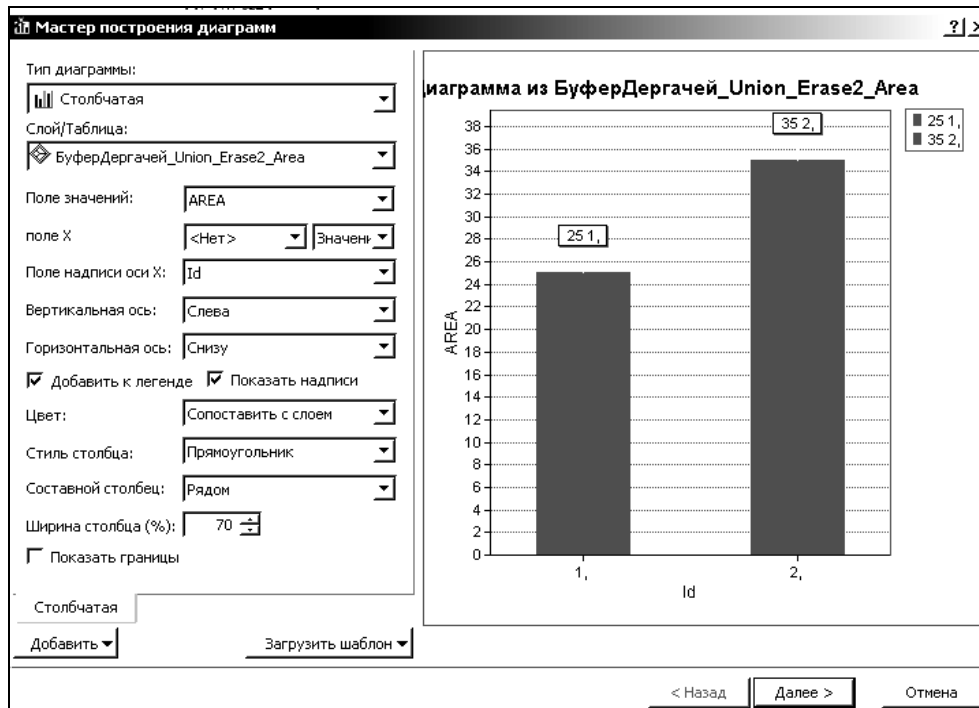 Мастер построения диаграмм
Тип диаграммы:
Столбчатая
Слой/Таблица:
БуферДергачей_Union_Erase2_Area
Поле значений: AREA
поле X <Нет> Значени
Поле надписи оси X: Id
Вертикальная ось: Слева
Горизонтальная ось: Снизу
Добавить к легенде Показать надписи
Цвет: Сопоставить с слоем
Стиль столбца: Прямоугольник
Составной столбец: Рядом
Ширина столбца (%): 70
Показать границы
Столбчатая
Добавить Загрузить шаблон
иаграмма из БуферДергачей_Union_Erase2_Area
38
36
34
32
30
28
26
24
22
20
18
16
14
12
10
8
6
4
2
0
AREA
25 1,
35 2,
1,
2,
Id
25 1,
35 2,
< Назад Далее > Отмена